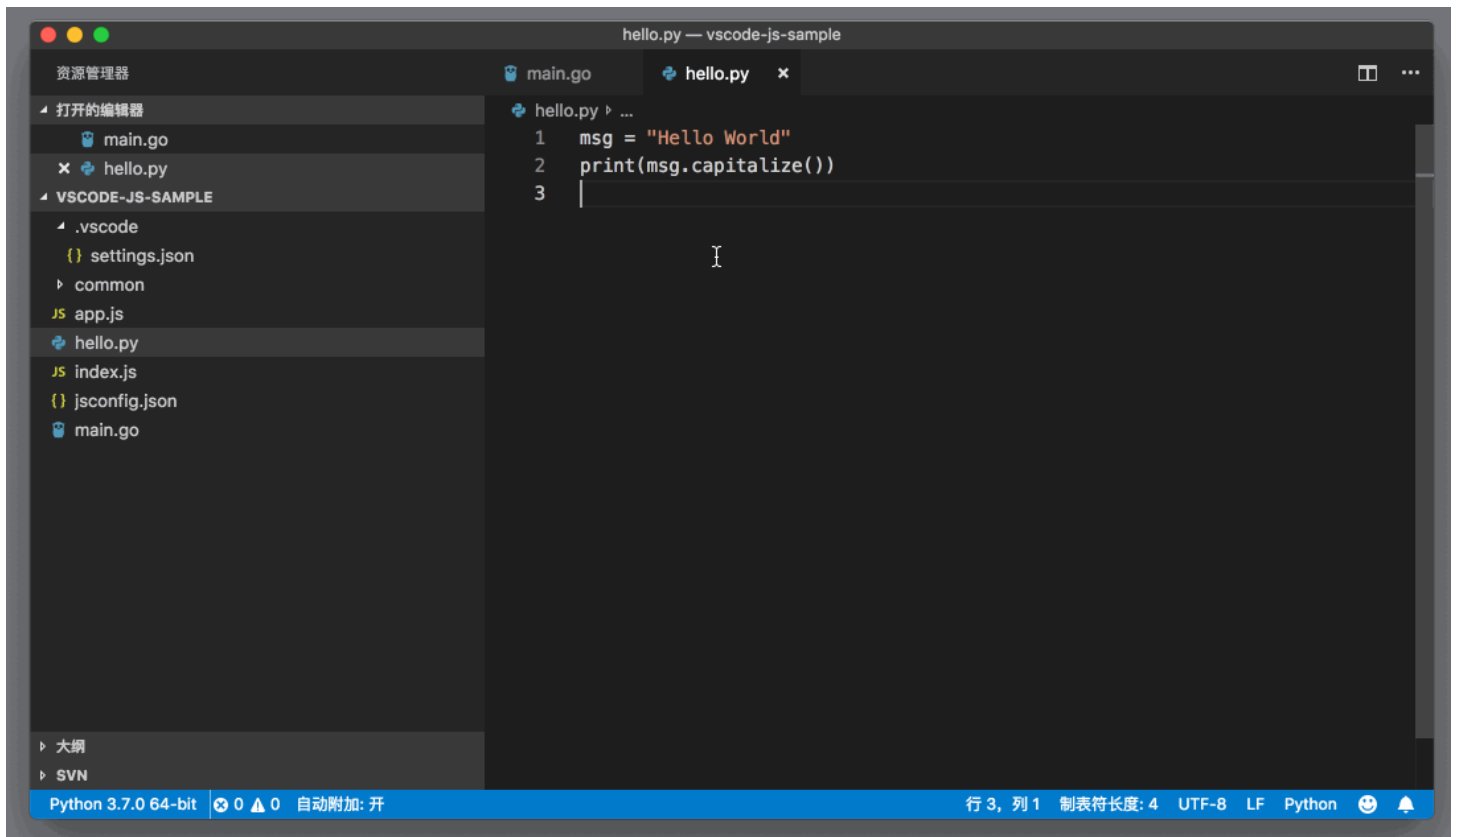 hello.py — vscode-js-sample
资源管理器
main.go
hello.py
打开的编辑器
main.go
hello.py
VSCODE-JS-SAMPLE
.vscode
{} settings.json
common
JS app.js
hello.py
JS index.js
{} jsconfig.json
main.go
大纲
SVN
hello.py ...
1 msg = "Hello World"
2 print(msg.capitalize())
3
Python 3.7.0 64-bit 0 0 自动附加: 开 行 3，列 1 制表符长度: 4 UTF-8 LF Python